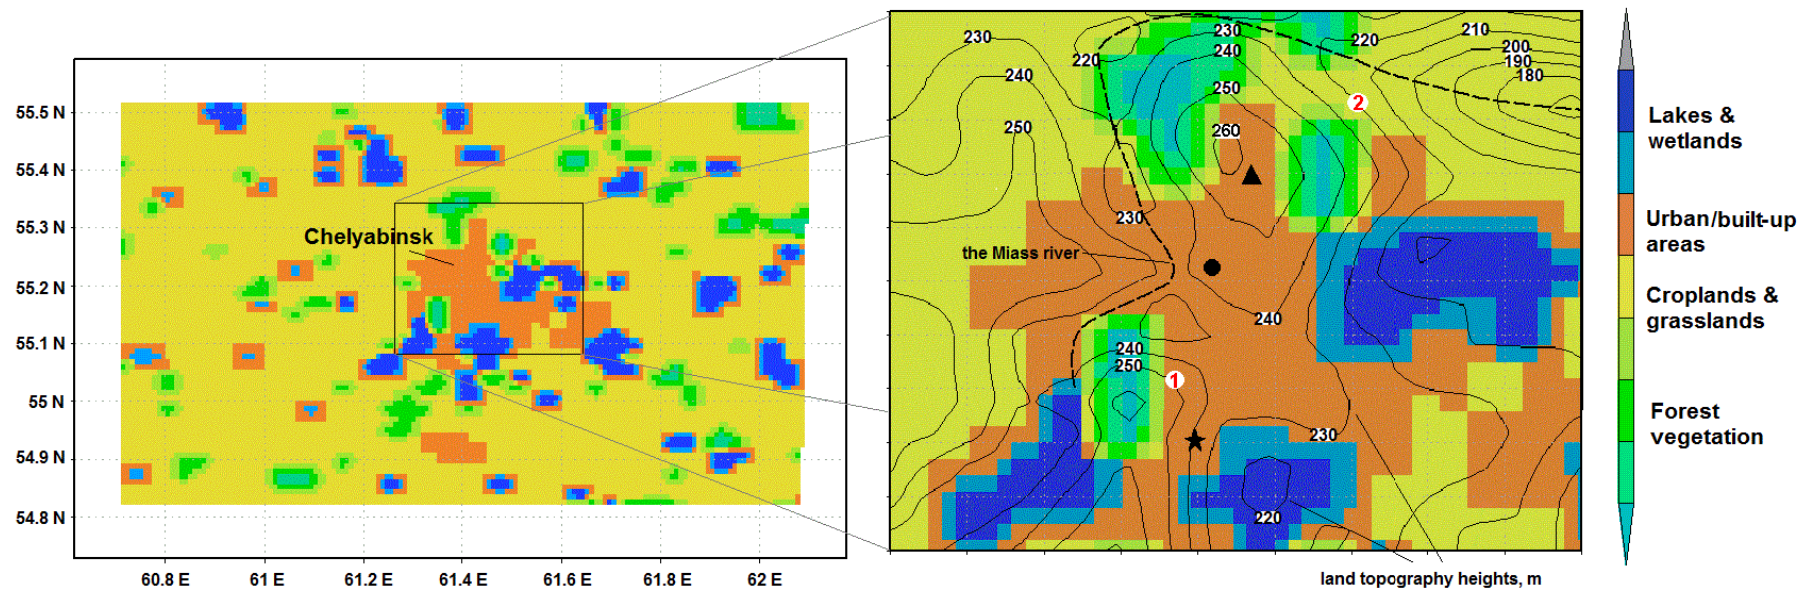 55.5 N
55.4 N
55.3 N
55.2 N
55.1 N
55 N
54.9 N
54.8 N
60.8 E
61 E
61.2 E
61.4 E
61.6 E
61.8 E
62 E
Chelyabinsk
230
240
250
220
230
240
250
260
220
210
200
190
180
2
230
the Miass river
240
240
250
1
230
220
land topography heights, m
Lakes &
wetlands
Urban/built-up
areas
Croplands &
grasslands
Forest
vegetation